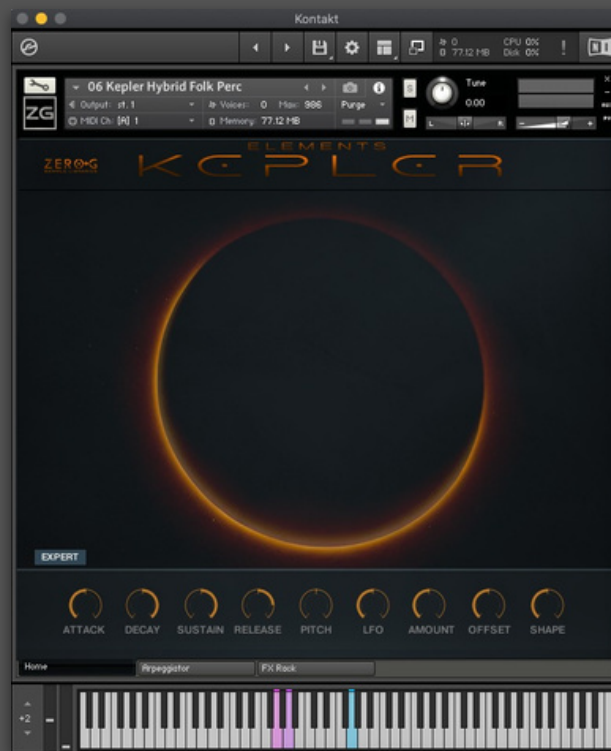 Kontakt
0 CPU 0%
77.12 MB Disk 0% !
06 Kepler Hybrid Folk Perc
Output: st. 1 Voices: 0 Max: 986 Purge
MIDI Ch: [A] 1 Memory: 77.12 MB
S Tune
0.00
M L R
ZG
ELEMENTS
ZERO-G KEPLER
EXPERT
ATTACK DECAY SUSTAIN RELEASE PITCH LFO AMOUNT OFFSET SHAPE
Home Arpeggiator FX Rack
+2